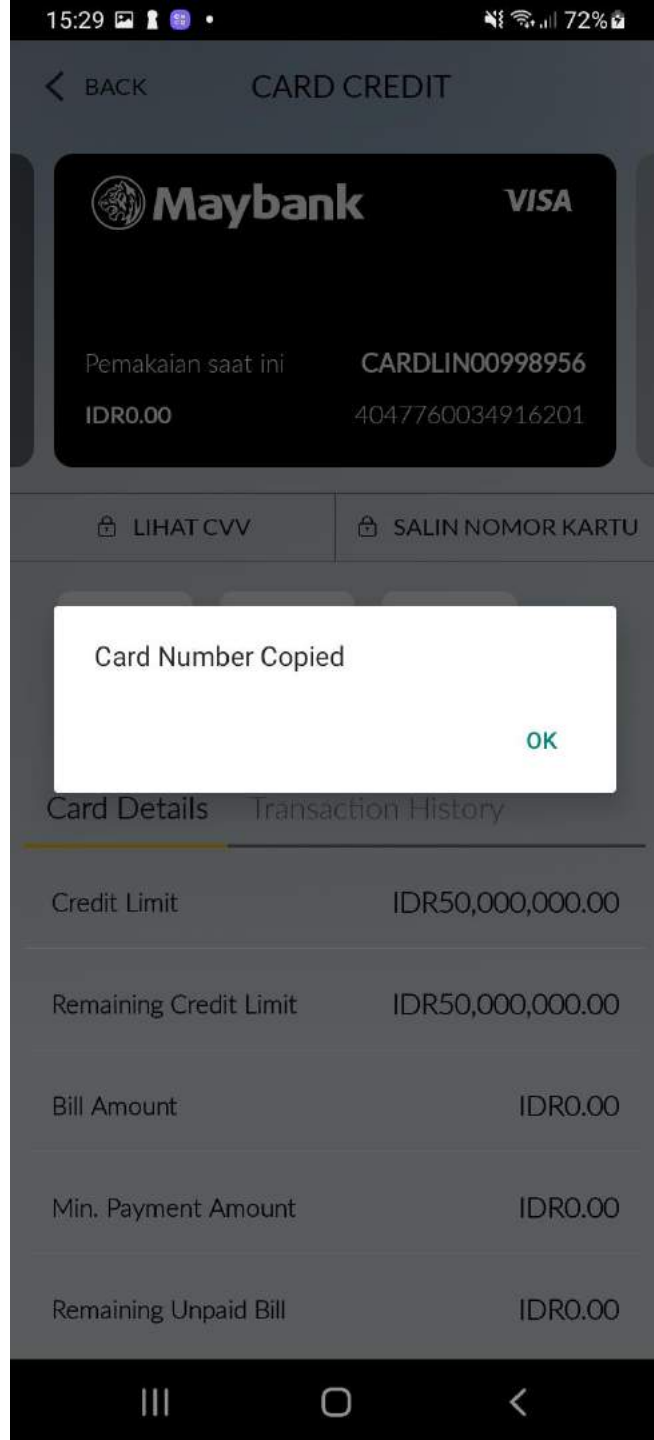 15:29 72%
BACK CARD CREDIT
Maybank VISA
Pemakaian saat ini CARDLIN00998956
IDR0.00 4047760034916201
LIHAT CVV SALIN NOMOR KARTU
Card Number Copied
OK
Card Details Transaction History
Credit Limit IDR50,000,000.00
Remaining Credit Limit IDR50,000,000.00
Bill Amount IDR0.00
Min. Payment Amount IDR0.00
Remaining Unpaid Bill IDR0.00